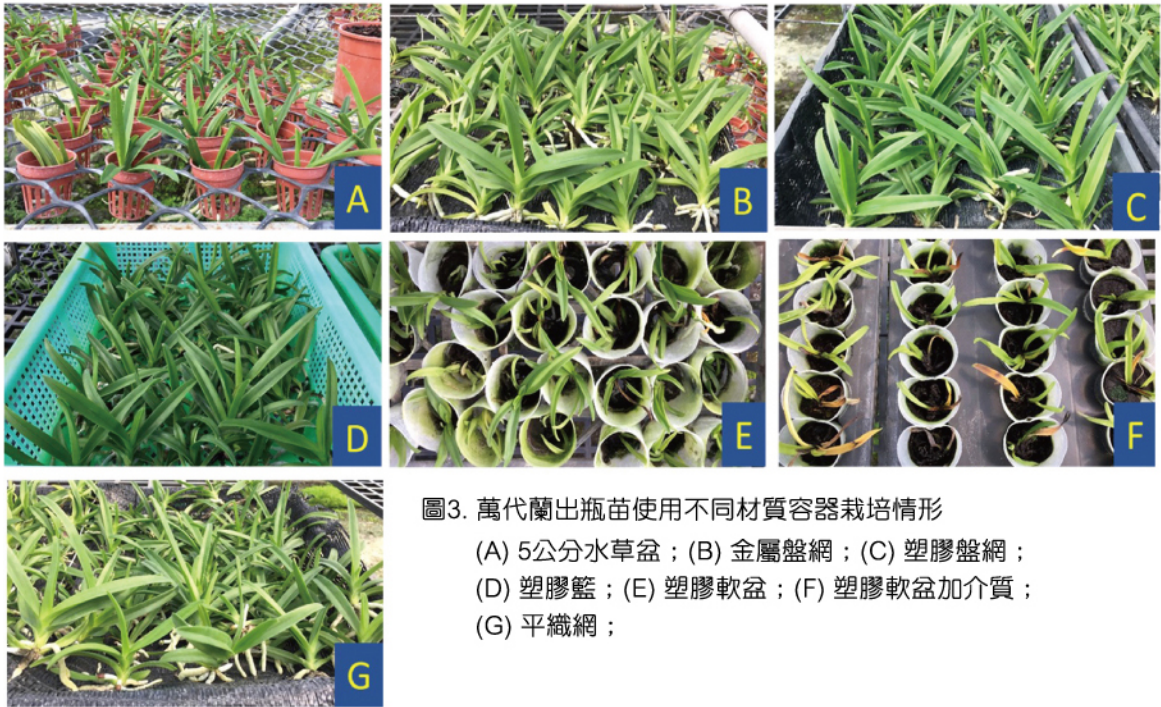 A
B
C
D
E
F
G
圖3. 萬代蘭出瓶苗使用不同材質容器栽培情形
(A) 5公分水草盆；(B) 金屬盤網；(C) 塑膠盤網；
(D) 塑膠籃；(E) 塑膠軟盆；(F) 塑膠軟盆加介質；
(G) 平織網；